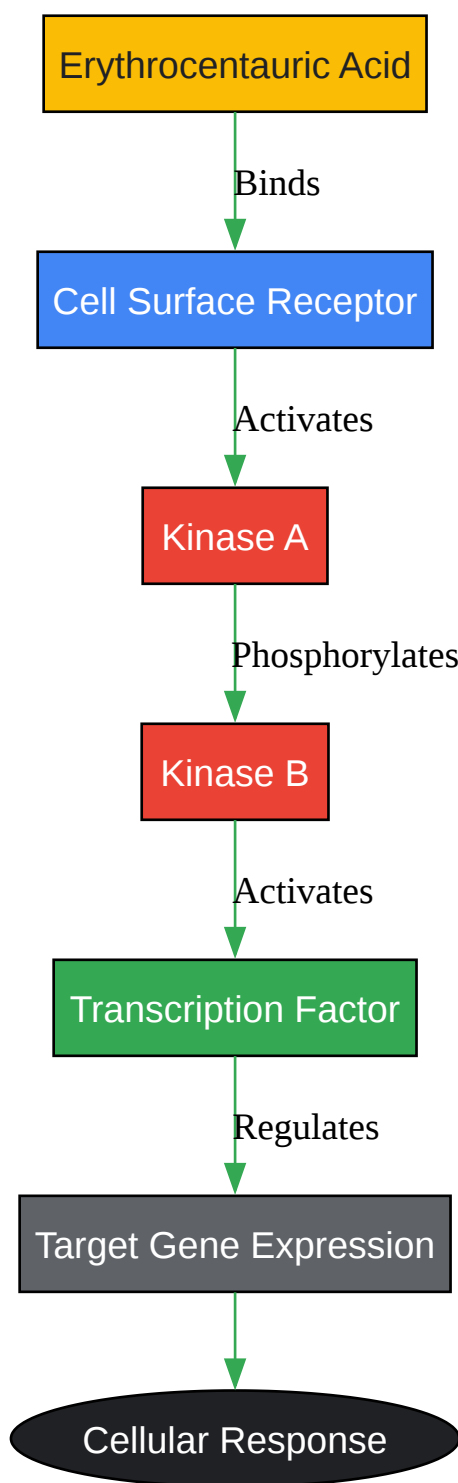 Erythrocentauric Acid
Binds
Cell Surface Receptor
Activates
Kinase A
Phosphorylates
Kinase B
Activates
Transcription Factor
Regulates
Target Gene Expression
Cellular Response